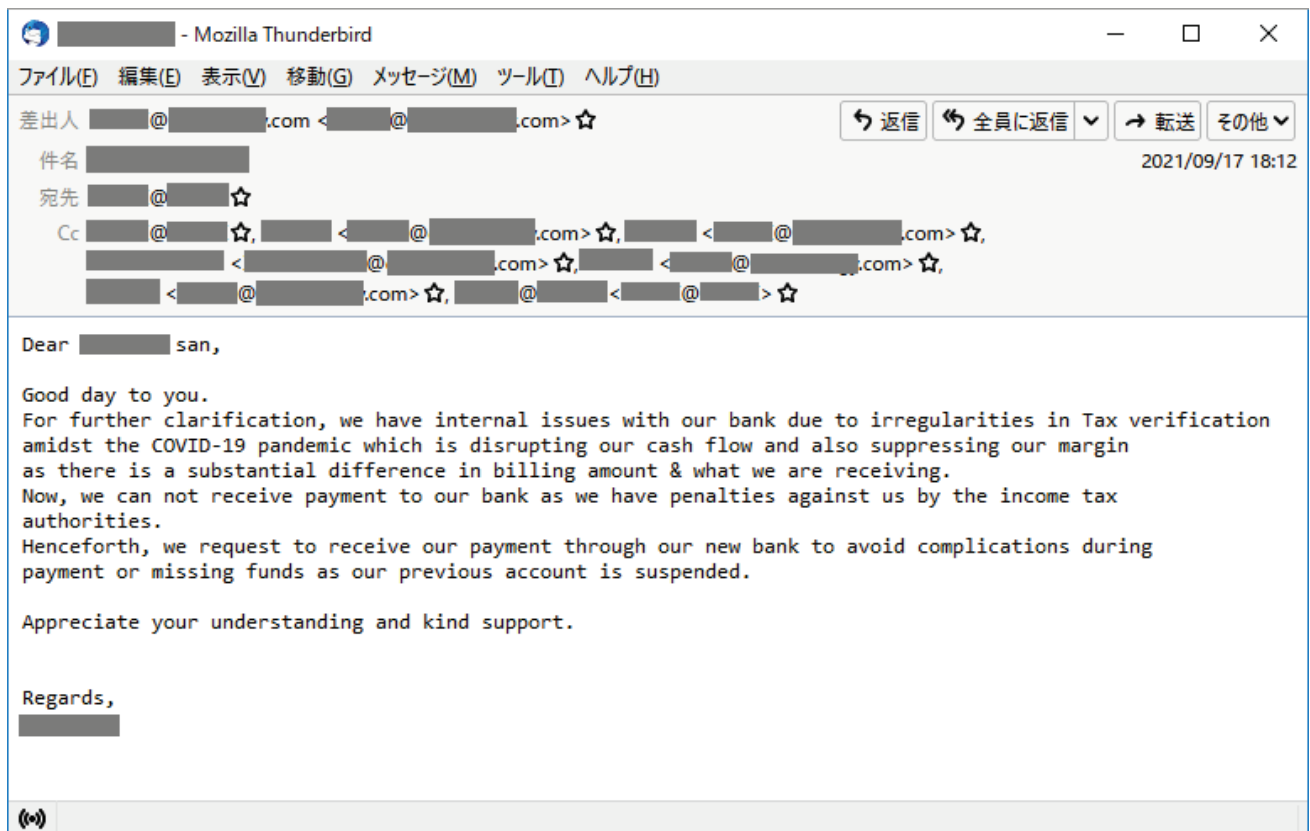 - Mozilla Thunderbird
ファイル(F) 編集(E) 表示(V) 移動(G) メッセージ(M) ツール(T) ヘルプ(H)
差出人 @ .com < @ .com> 返信 全員に返信 転送 その他
件名 2021/09/17 18:12
宛先 @
Cc @ , < @ .com> , < @ .com> ,
< @ .com> , < @ .com> ,
< @ .com> , @ < @ >
Dear san,
Good day to you.
For further clarification, we have internal issues with our bank due to irregularities in Tax verification
amidst the COVID-19 pandemic which is disrupting our cash flow and also suppressing our margin
as there is a substantial difference in billing amount & what we are receiving.
Now, we can not receive payment to our bank as we have penalties against us by the income tax
authorities.
Henceforth, we request to receive our payment through our new bank to avoid complications during
payment or missing funds as our previous account is suspended.
Appreciate your understanding and kind support.
Regards,